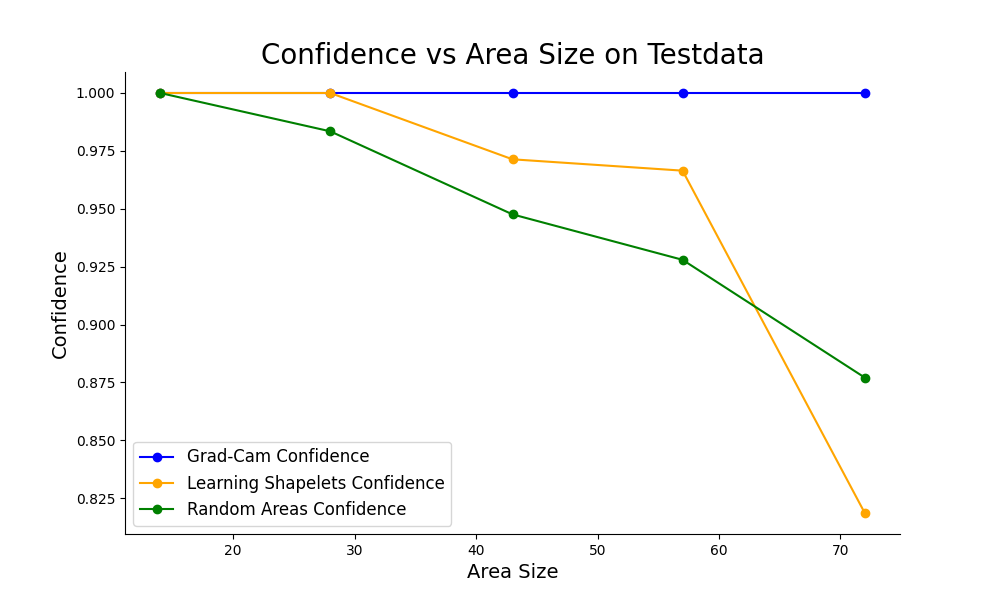 Confidence vs Area Size on Testdata
Confidence
1.000
0.975
0.950
0.925
0.900
0.875
0.850
0.825
Grad-Cam Confidence
Learning Shapelets Confidence
Random Areas Confidence
20 30 40 50 60 70
Area Size